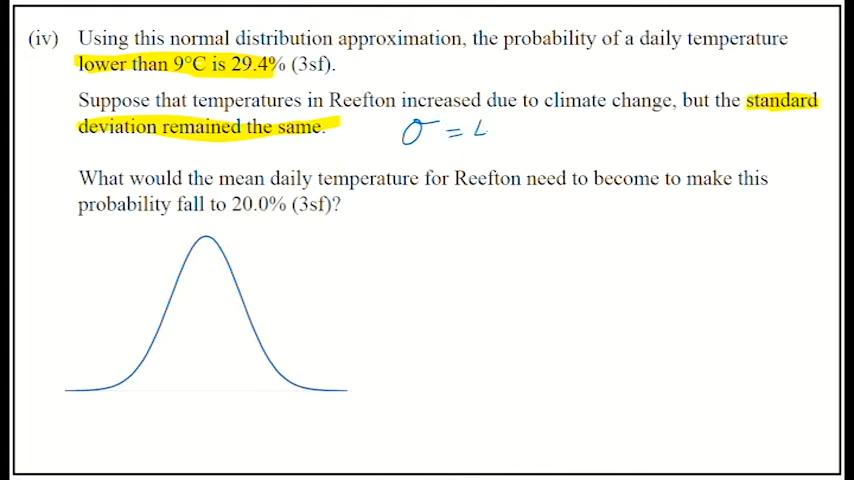 (iv) Using this normal distribution approximation, the probability of a daily temperature
lower than 9°C is 29.4% (3sf).
Suppose that temperatures in Reefton increased due to climate change, but the standard
deviation remained the same.
σ = L
What would the mean daily temperature for Reefton need to become to make this
probability fall to 20.0% (3sf)?